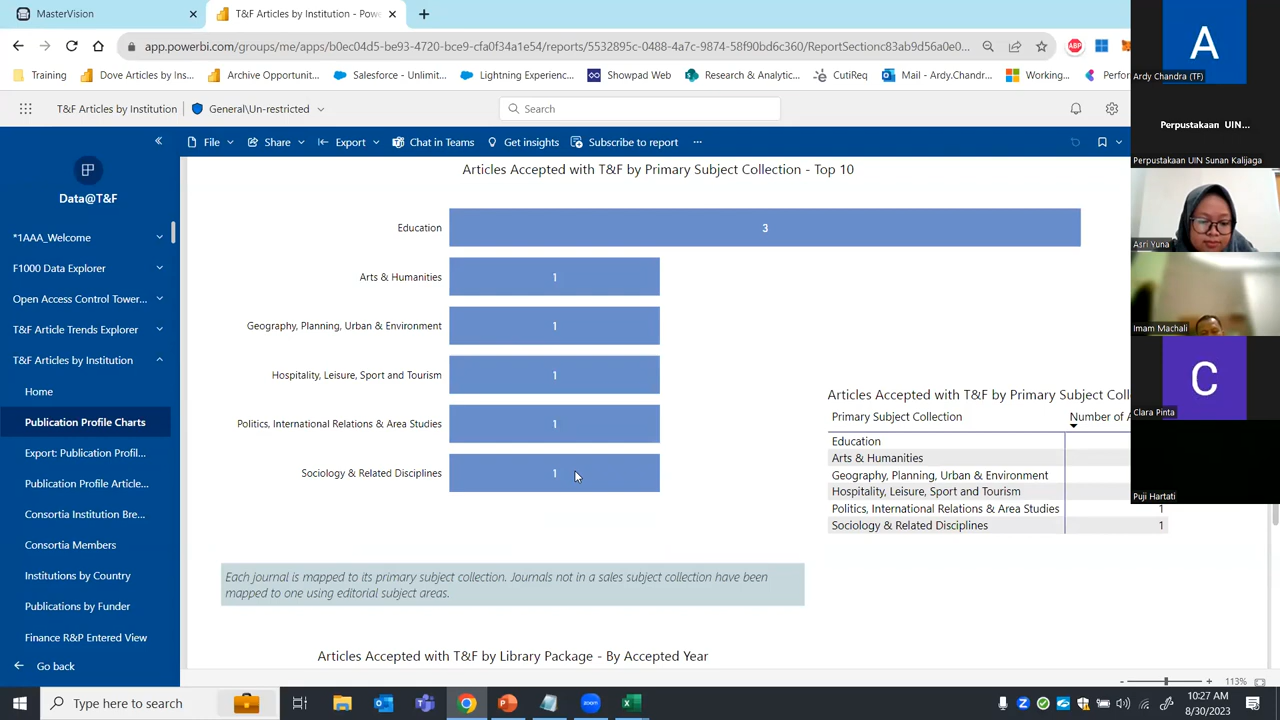 MasterVision
T&F Articles by Institution - Powe
app.powerbi.com/groups/me/apps/b0ec04d5-be93-4120-bce9-cfa0f34a1e54/reports/5532895c-0488-4a7c-9874-58f90bd6c360/ReportSectionc83ab9d56a0e0...
ABP
Training
Dove Articles by Ins...
Archive Opportunit...
Salesforce - Unlimit...
Lightning Experienc...
Showpad Web
Research & Analytic...
CutiReq
Mail - Ardy.Chandr...
Working...
Perfor
T&F Articles by Institution
General\Un-restricted
Search
File
Share
Export
Chat in Teams
Get insights
Subscribe to report
Data@T&F
*1AAA_Welcome
F1000 Data Explorer
Open Access Control Tower...
T&F Article Trends Explorer
T&F Articles by Institution
Home
Publication Profile Charts
Export: Publication Profil...
Publication Profile Article...
Consortia Institution Bre...
Consortia Members
Institutions by Country
Publications by Funder
Finance R&P Entered View
Go back
Articles Accepted with T&F by Primary Subject Collection - Top 10
Education 3
Arts & Humanities 1
Geography, Planning, Urban & Environment 1
Hospitality, Leisure, Sport and Tourism 1
Politics, International Relations & Area Studies 1
Sociology & Related Disciplines 1
Articles Accepted with T&F by Primary Subject Coll
Primary Subject Collection Number of A
Education
Arts & Humanities
Geography, Planning, Urban & Environment
Hospitality, Leisure, Sport and Tourism
Politics, International Relations & Area Studies 1
Sociology & Related Disciplines 1
Each journal is mapped to its primary subject collection. Journals not in a sales subject collection have been
mapped to one using editorial subject areas.
Articles Accepted with T&F by Library Package - By Accepted Year
113%
A
Ardy Chandra (TF)
Perpustakaan UIN...
Perpustakaan UIN Sunan Kalijaga
Asri Yuna
Imam Machali
C
Clara Pinta
Puji Hartati
Type here to search
10:27 AM
8/30/2023